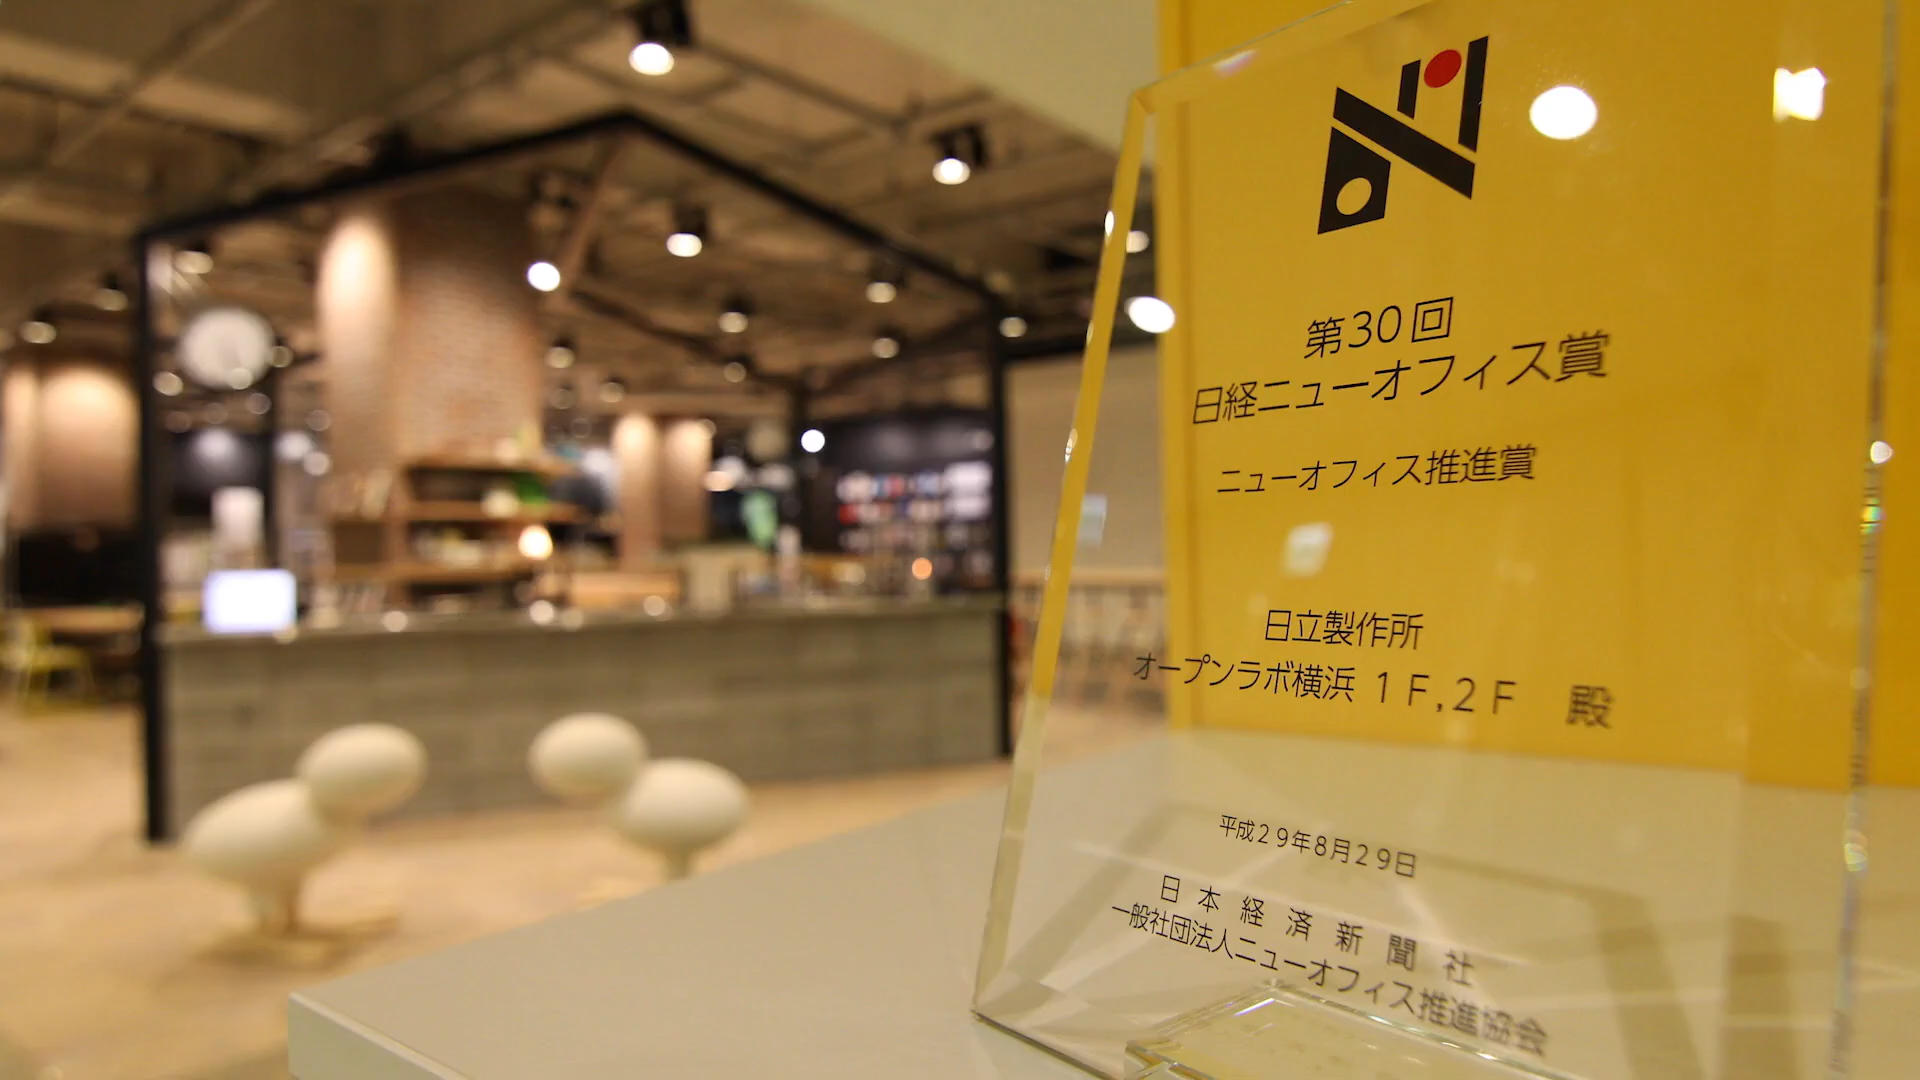 第30回
日経ニューオフィス賞
ニューオフィス推進賞
日立製作所
オープンラボ横浜 1F,2F 殿
平成29年8月29日
日本経済新聞社
一般社団法人ニューオフィス推進協会